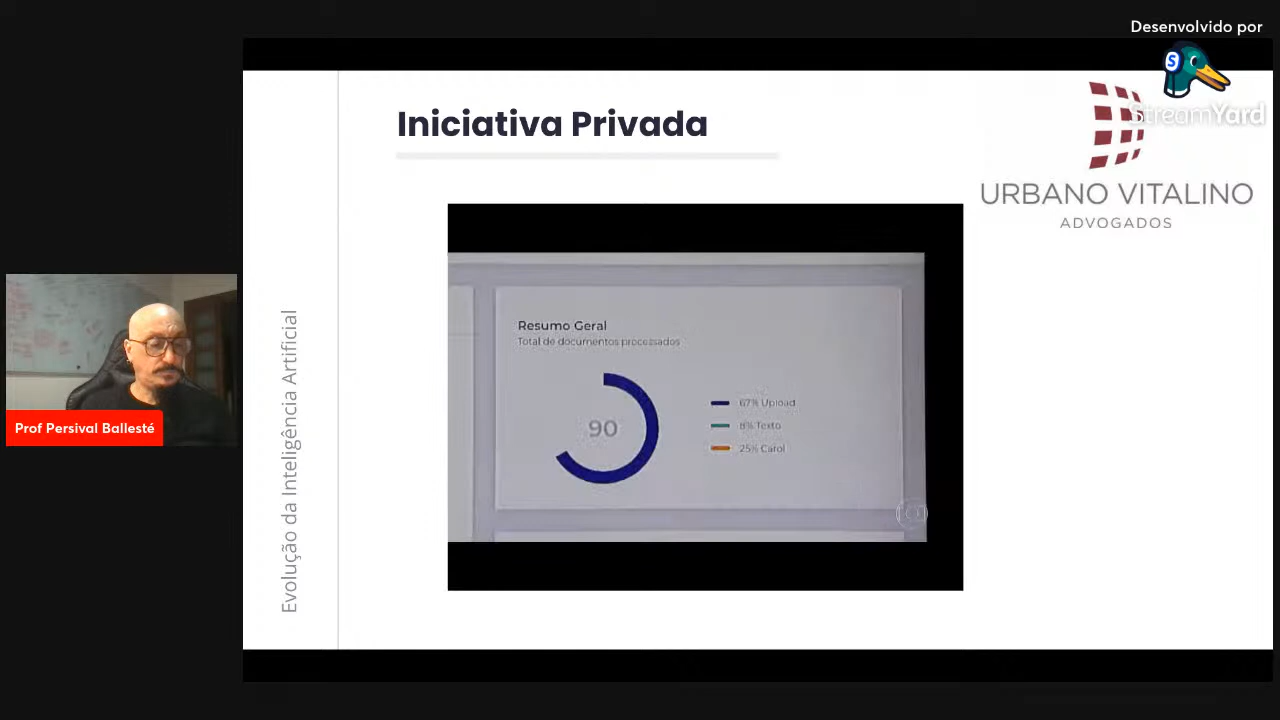 Desenvolvido por
StreamYard
Iniciativa Privada
URBANO VITALINO
ADVOGADOS
Evolução da Inteligência Artificial
Resumo Geral
Total de documentos processados
90
67% Upload
8% Texto
25% Carol
Prof Persival Ballesté